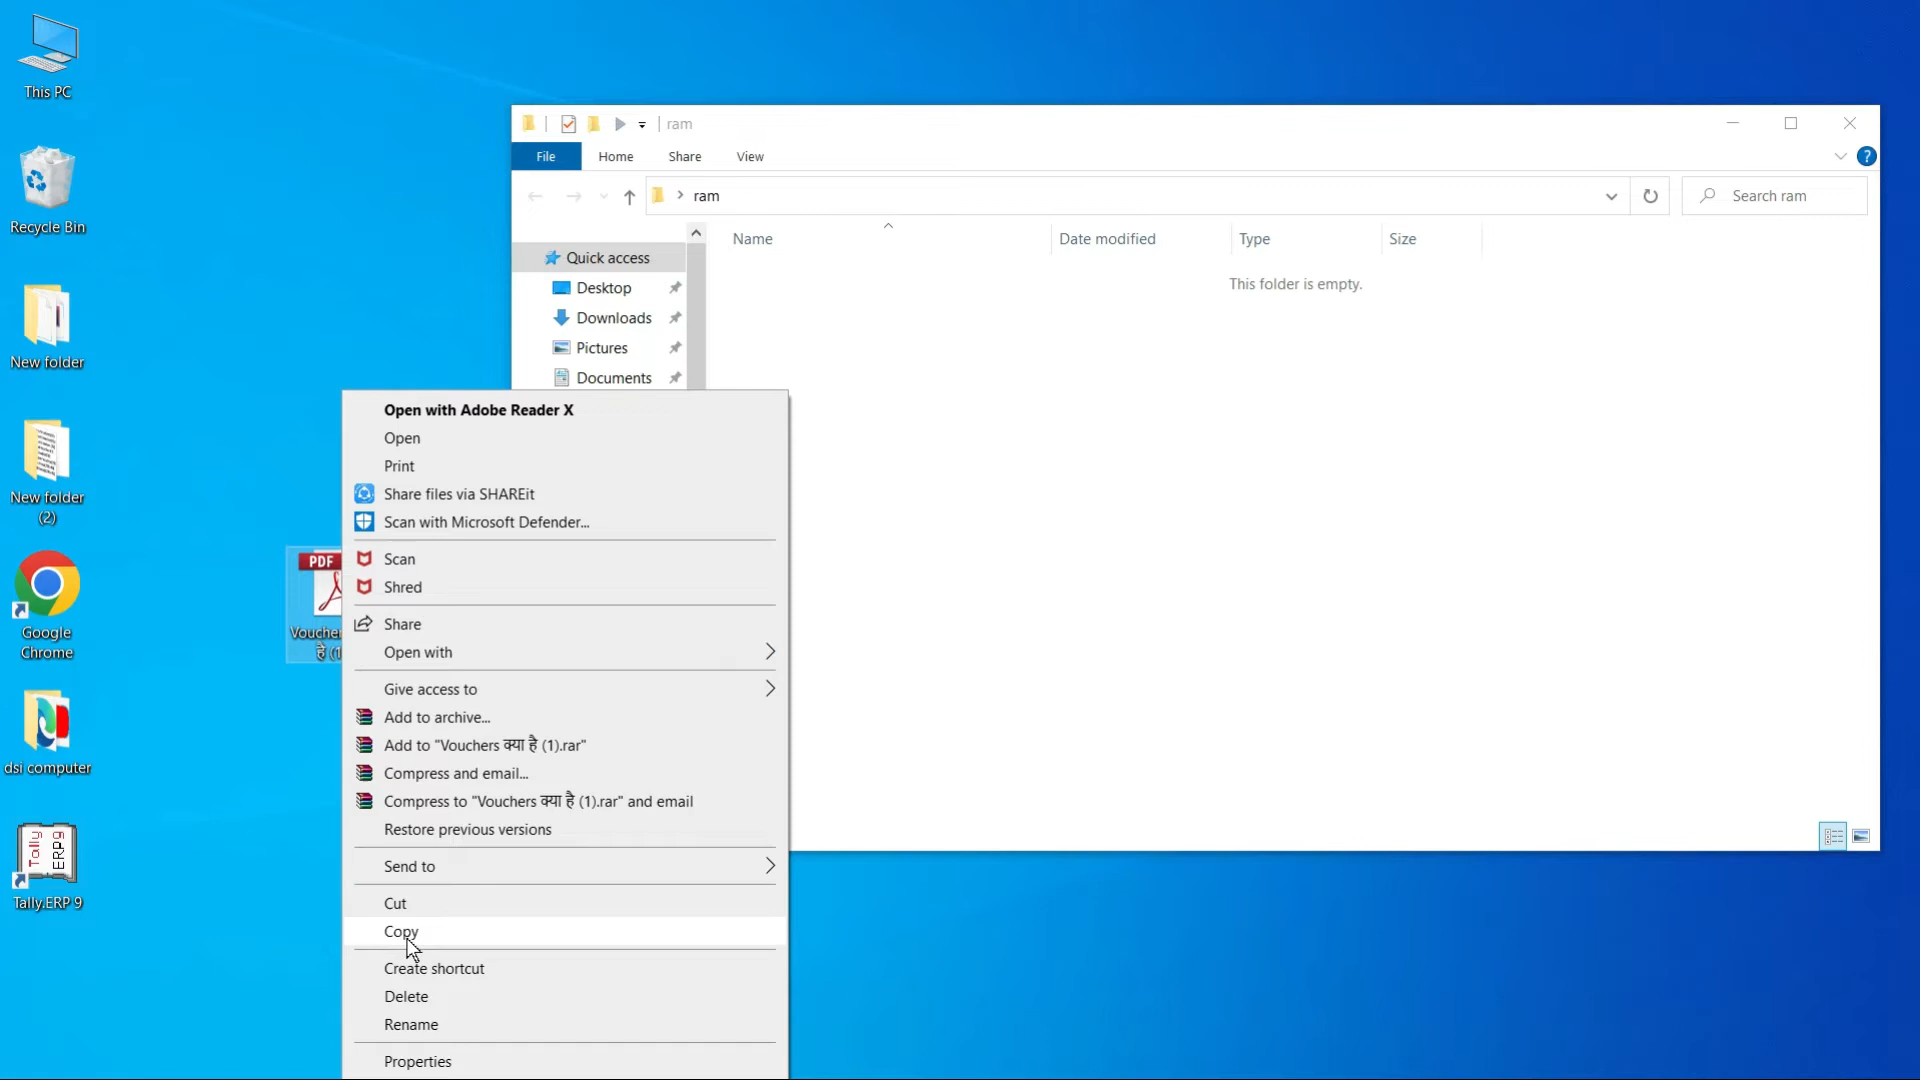 This PC
Recycle Bin
New folder
New folder
(2)
Google
Chrome
dsi computer
Tally
ERP9
Tally.ERP 9
PDF
है (1
ram
File
Home
Share
View
ram
Search ram
Name
Date modified
Type
Size
Quick access
Desktop
Downloads
Pictures
Documents
This folder is empty.
Open with Adobe Reader X
Open
Print
Share files via SHAREit
Scan with Microsoft Defender...
Scan
Shred
Share
Open with
Give access to
Add to archive...
Add to "Vouchers क्या है (1).rar"
Compress and email...
Compress to "Vouchers क्या है (1).rar" and email
Restore previous versions
Send to
Cut
Copy
Create shortcut
Delete
Rename
Properties